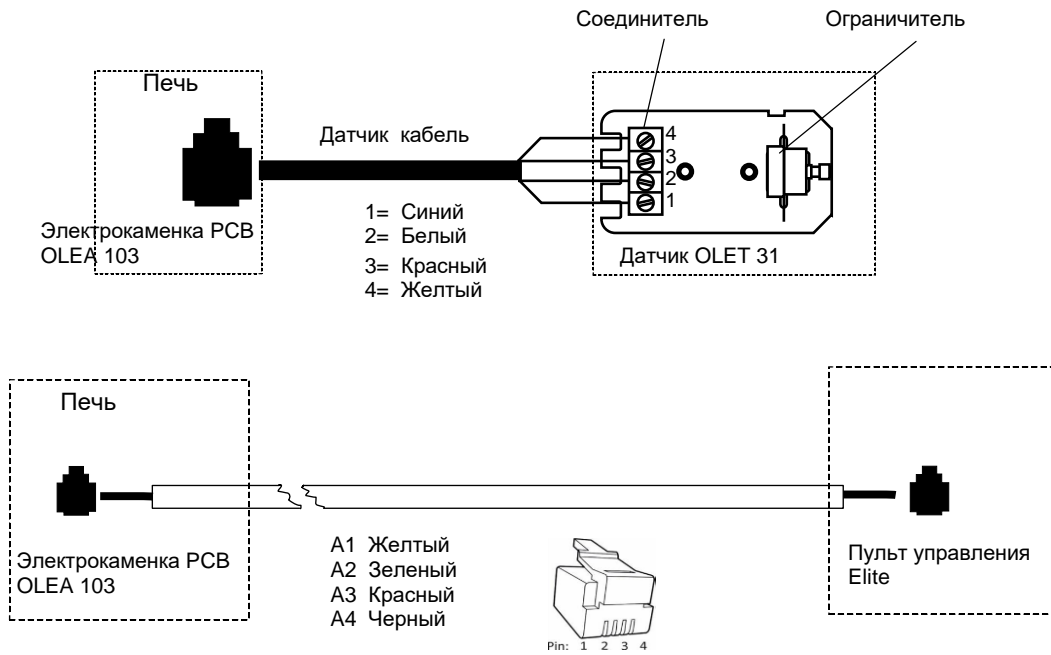 Соединитель
Ограничитель
Печь
Датчик кабель
4
3
2
1
Электрокаменка PCB
OLEA 103
1= Синий
2= Белый
3= Красный
4= Желтый
Датчик OLET 31
Печь
Электрокаменка PCB
OLEA 103
A1 Желтый
A2 Зеленый
A3 Красный
A4 Черный
Pin: 1 2 3 4
Пульт управления
Elite